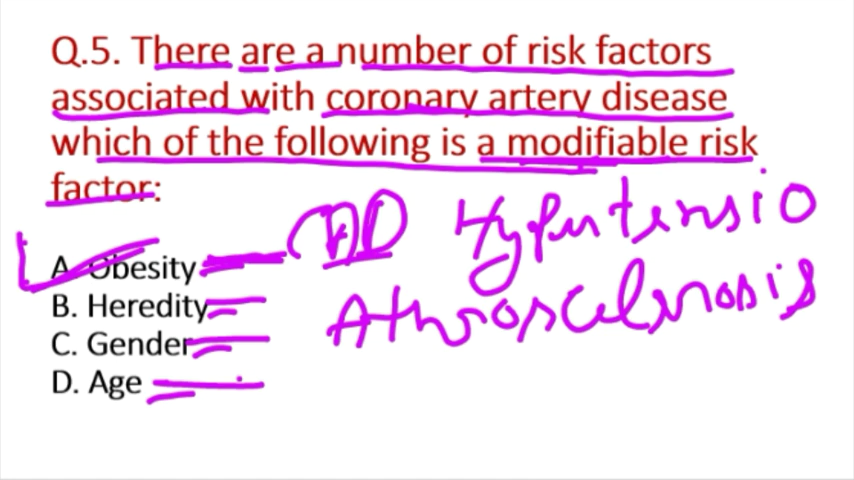 Q.5. There are a number of risk factors
associated with coronary artery disease
which of the following is a modifiable risk
factor:
A. Obesity
B. Heredity
C. Gender
D. Age
Hypertensio